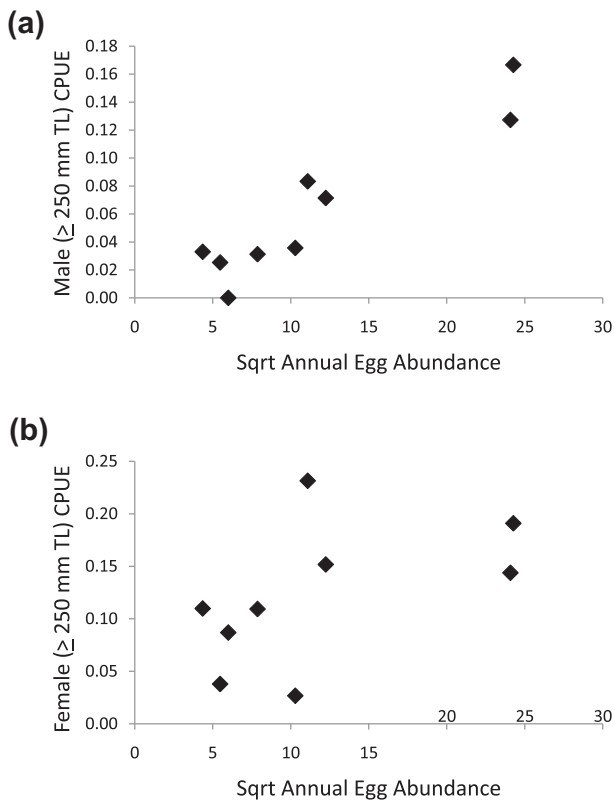 (a)
Male (≥ 250 mm TL) CPUE
0.18
0.16
0.14
0.12
0.10
0.08
0.06
0.04
0.02
0.00
0 5 10 15 20 25 30
Sqrt Annual Egg Abundance
(b)
Female (≥ 250 mm TL) CPUE
0.25
0.20
0.15
0.10
0.05
0.00
20 25 30
0 5 10 15
Sqrt Annual Egg Abundance